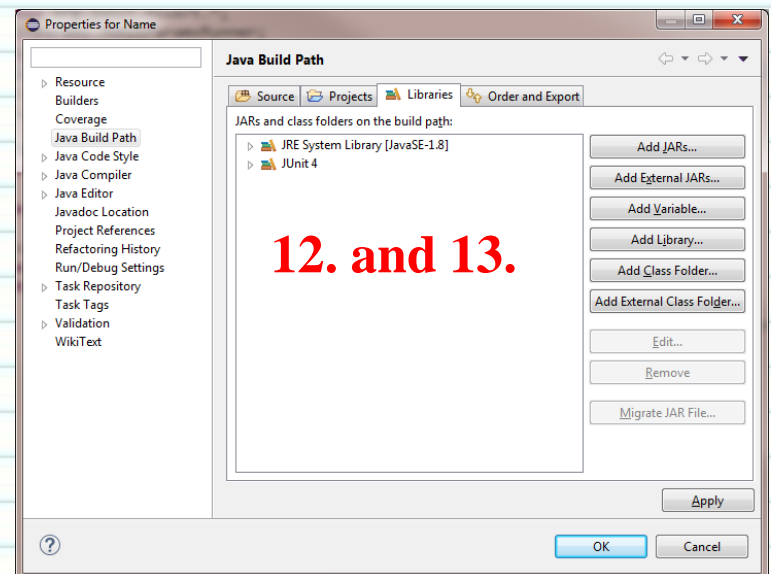 Properties for Name
Java Build Path
Resource
Builders
Coverage
Java Build Path
Java Code Style
Java Compiler
Java Editor
Javadoc Location
Project References
Refactoring History
Run/Debug Settings
Task Repository
Task Tags
Validation
WikiText
Source Projects Libraries Order and Export
JARs and class folders on the build path:
JRE System Library [JavaSE-1.8]
JUnit 4
12. and 13.
Add JARs...
Add External JARs...
Add Variable...
Add Library...
Add Class Folder...
Add External Class Folder...
Edit...
Remove
Migrate JAR File...
Apply
OK Cancel